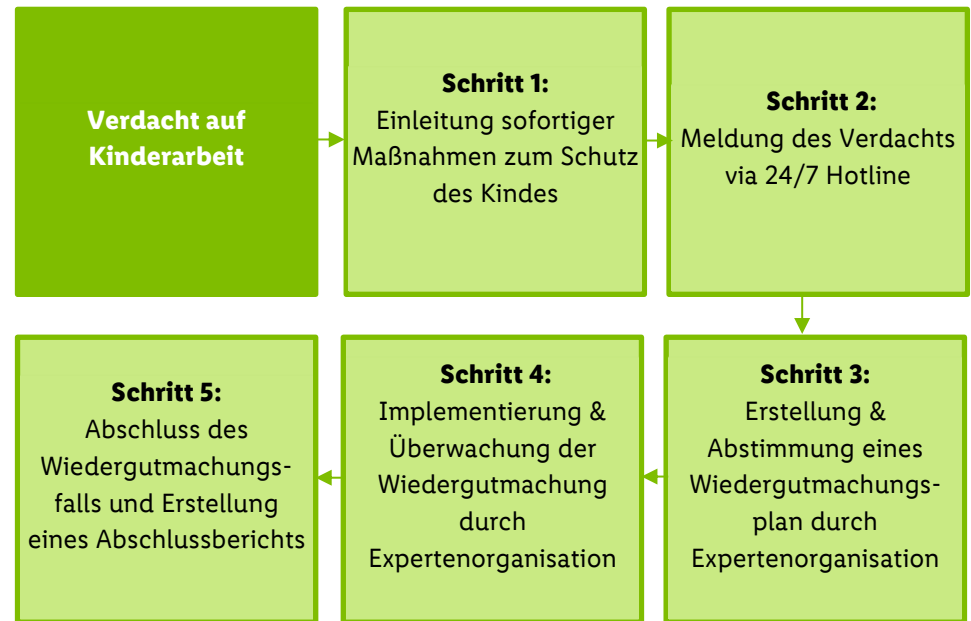 Verdacht auf
Kinderarbeit
Schritt 1:
Einleitung sofortiger
Maßnahmen zum Schutz
des Kindes
Schritt 2:
Meldung des Verdachts
via 24/7 Hotline
Schritt 3:
Erstellung &
Abstimmung eines
Wiedergutmachungs-
plan durch
Expertenorganisation
Schritt 4:
Implementierung &
Überwachung der
Wiedergutmachung
durch
Expertenorganisation
Schritt 5:
Abschluss des
Wiedergutmachungs-
falls und Erstellung
eines Abschlussberichts